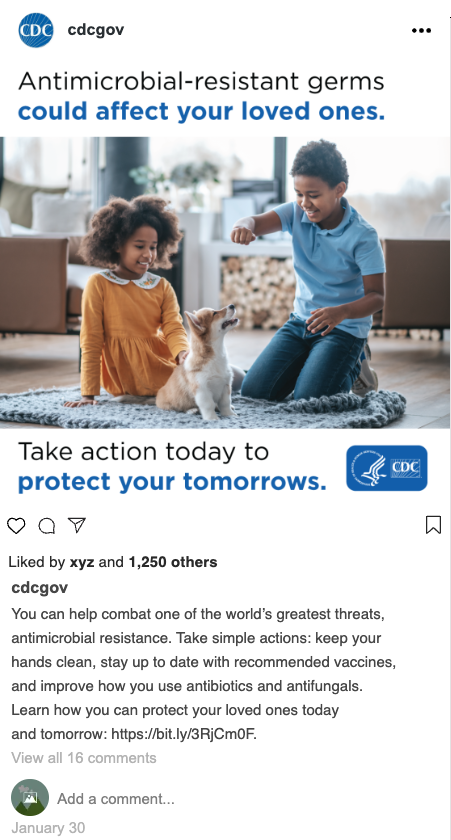 CDC
cdcgov
Antimicrobial-resistant germs
could affect your loved ones.
Take action today to
protect your tomorrows.
CDC
Liked by xyz and 1,250 others
cdcgov
You can help combat one of the world’s greatest threats,
antimicrobial resistance. Take simple actions: keep your
hands clean, stay up to date with recommended vaccines,
and improve how you use antibiotics and antifungals.
Learn how you can protect your loved ones today
and tomorrow: https://bit.ly/3RjCm0F.
View all 16 comments
Add a comment...
January 30